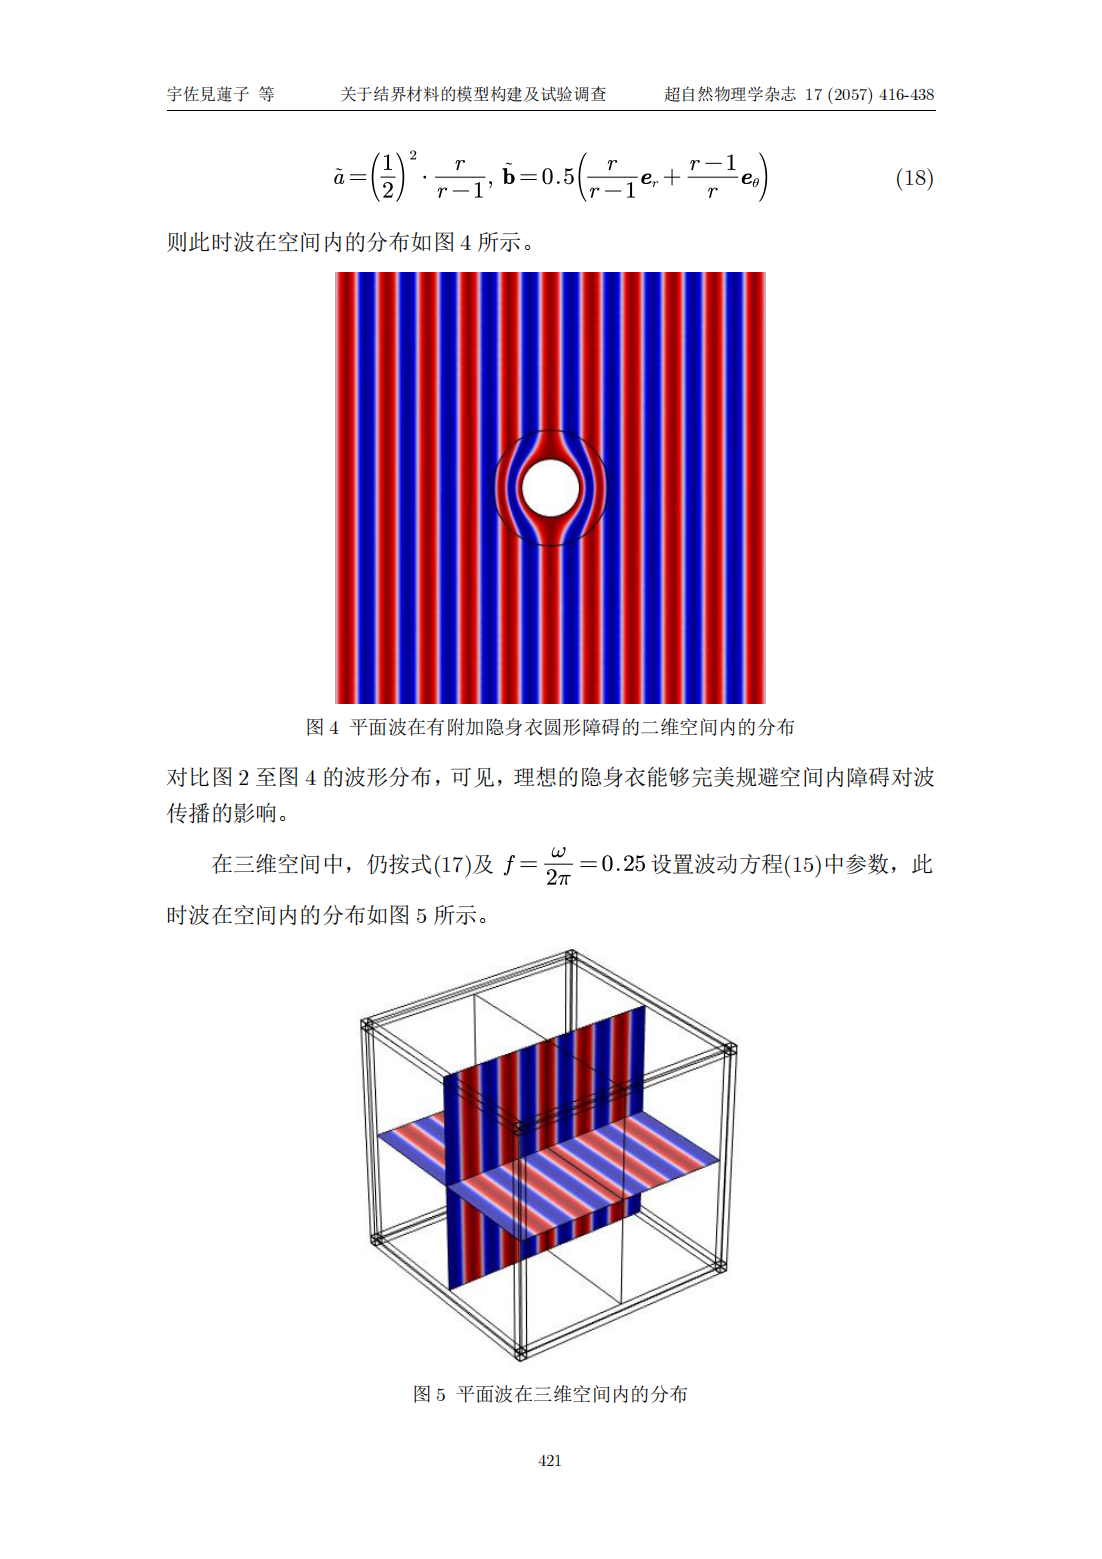 宇佐見蓮子 等 关于结界材料的模型构建及试验调查 超自然物理学杂志 17 (2057) 416-438
ã=(1/2)²·r/(r−1), b̃=0.5(r/(r−1) e_r+(r−1)/r e_θ) (18)
则此时波在空间内的分布如图 4 所示。
图 4 平面波在有附加隐身衣圆形障碍的二维空间内的分布
对比图 2 至图 4 的波形分布，可见，理想的隐身衣能够完美规避空间内障碍对波
传播的影响。
在三维空间中，仍按式(17)及 f=ω/2π=0.25 设置波动方程(15)中参数，此
时波在空间内的分布如图 5 所示。
图 5 平面波在三维空间内的分布
421